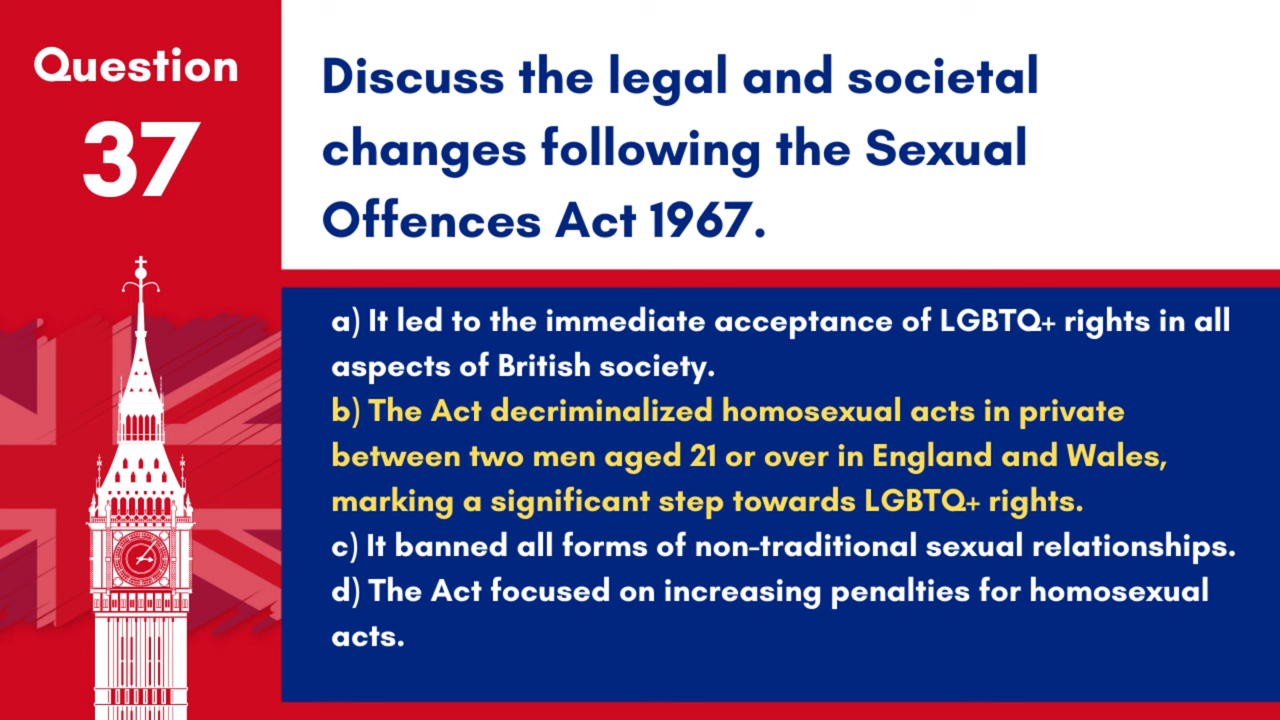 Question
37
Discuss the legal and societal
changes following the Sexual
Offences Act 1967.
a) It led to the immediate acceptance of LGBTQ+ rights in all
aspects of British society.
b) The Act decriminalized homosexual acts in private
between two men aged 21 or over in England and Wales,
marking a significant step towards LGBTQ+ rights.
c) It banned all forms of non-traditional sexual relationships.
d) The Act focused on increasing penalties for homosexual
acts.